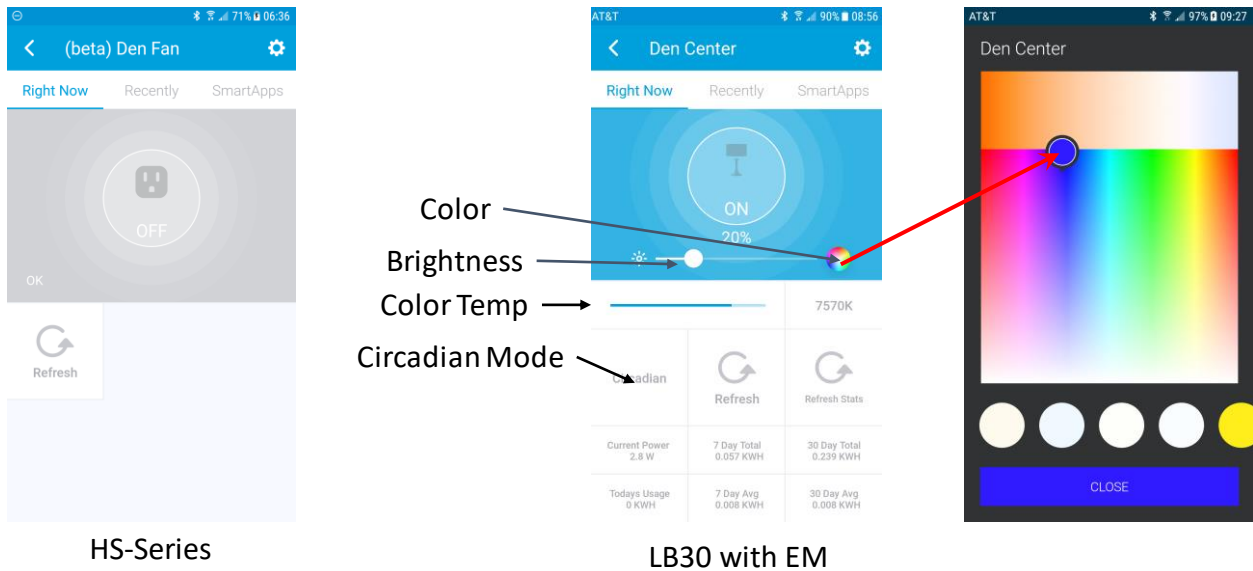 71% 06:36
(beta) Den Fan
Right Now Recently SmartApps
OFF
OK
Refresh
HS-Series
Color
Brightness
Color Temp
Circadian Mode
AT&T 90% 08:56
Den Center
Right Now Recently SmartApps
ON
20%
7570K
Circadian
Refresh
Refresh Stats
Current Power
2.8 W
7 Day Total
0.057 KWH
30 Day Total
0.239 KWH
Todays Usage
0 KWH
7 Day Avg
0.008 KWH
30 Day Avg
0.008 KWH
LB30 with EM
AT&T 97% 09:27
Den Center
CLOSE